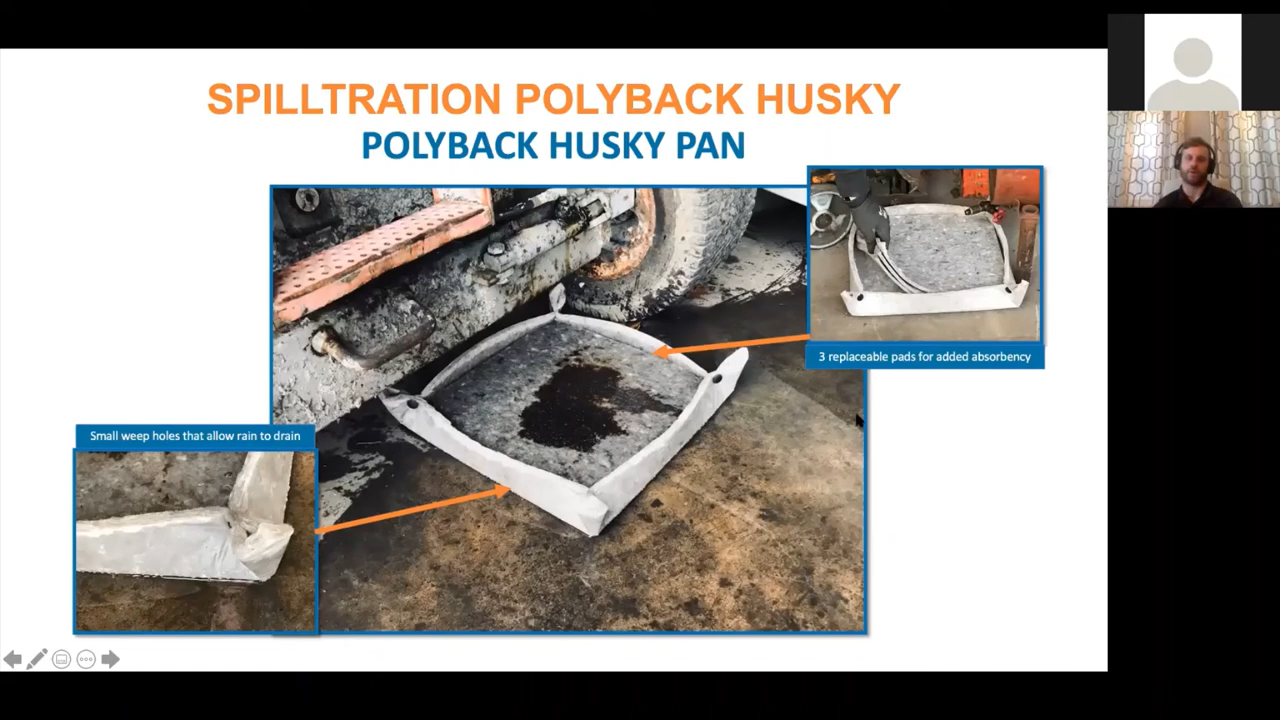 SPILLTRATION POLYBACK HUSKY
POLYBACK HUSKY PAN
3 replaceable pads for added absorbency
Small weep holes that allow rain to drain